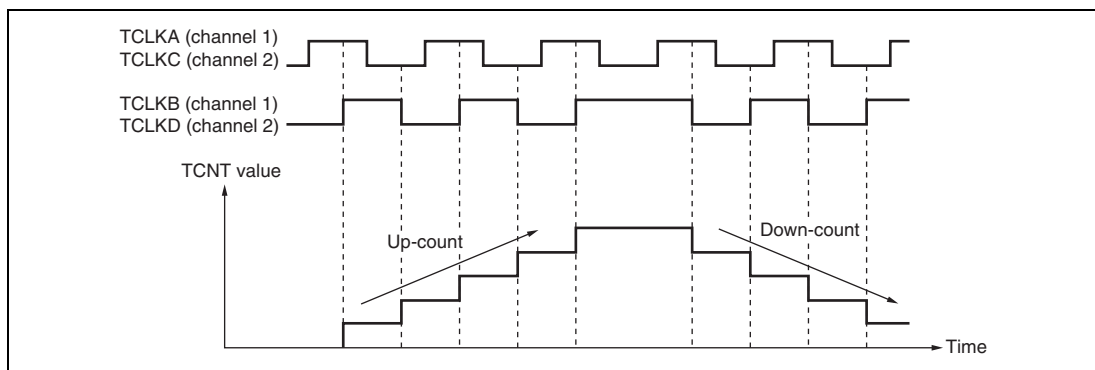 TCLKA (channel 1)
TCLKC (channel 2)
TCLKB (channel 1)
TCLKD (channel 2)
TCNT value
Up-count
Down-count
Time